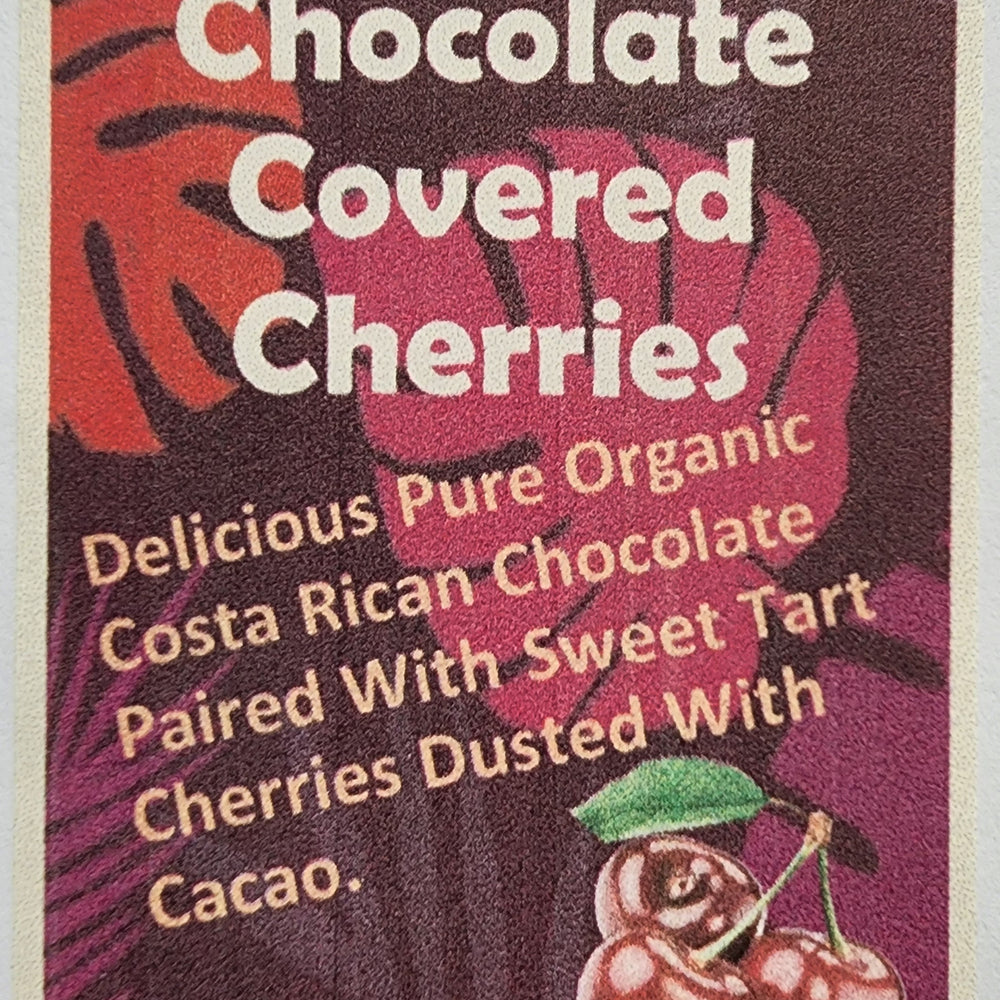 Chocolate
Covered
Cherries
Delicious Pure Organic
Costa Rican Chocolate
Paired With Sweet Tart
Cherries Dusted With
Cacao.